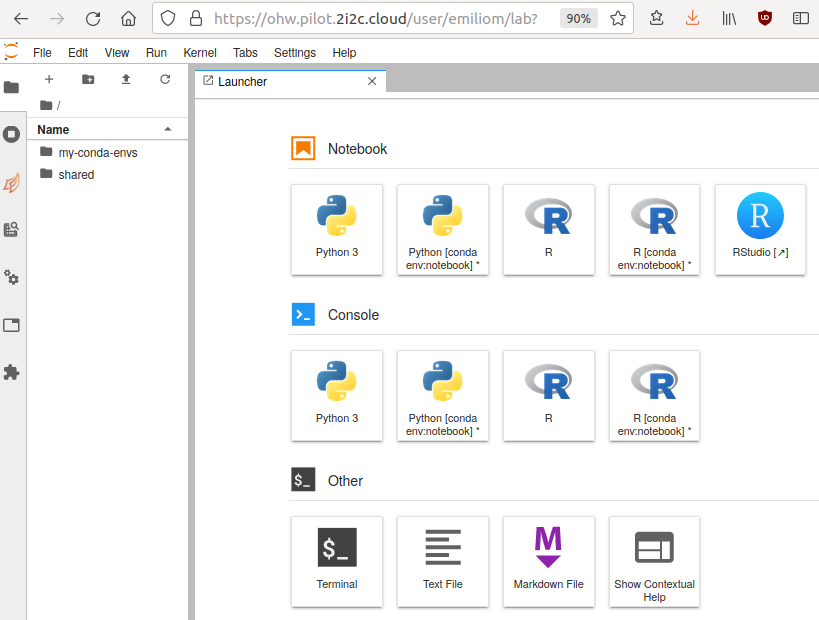 https://ohw.pilot.2i2c.cloud/user/emiliom/lab?
90%
File Edit View Run Kernel Tabs Settings Help
Launcher
/
Name
my-conda-envs
shared
Notebook
Python 3
Python [conda
env:notebook] *
R
R [conda
env:notebook] *
R
RStudio [↗]
Console
Python 3
Python [conda
env:notebook] *
R
R [conda
env:notebook] *
$_
Other
$_
Terminal
Text File
M
Markdown File
Show Contextual
Help